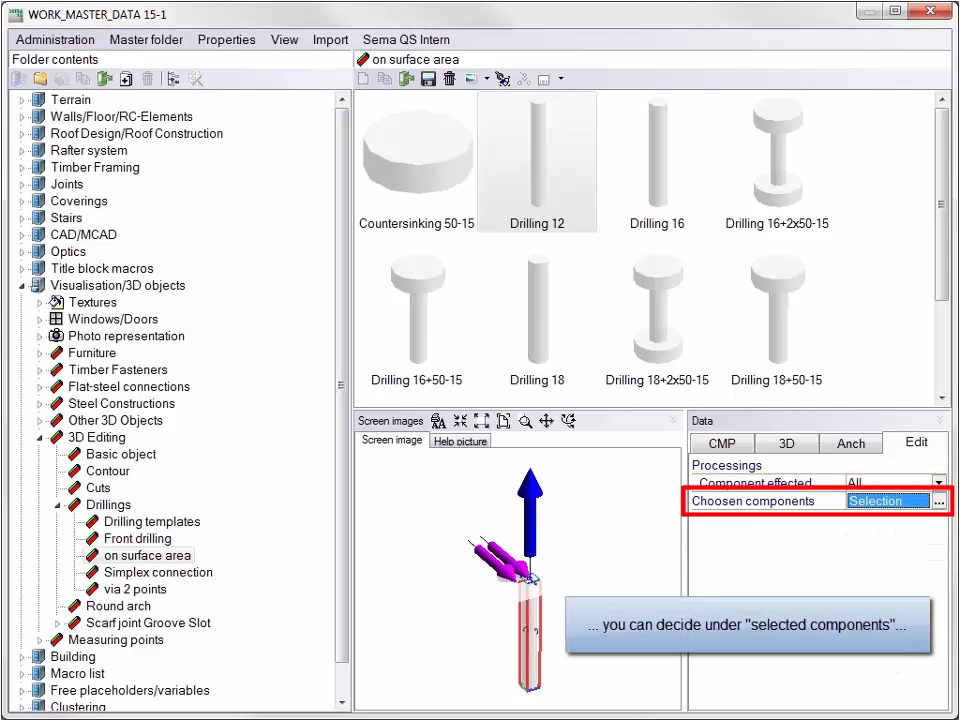 WORK_MASTER_DATA 15-1
Administration Master folder Properties View Import Sema QS Intern
Folder contents
on surface area
Terrain
Walls/Floor/RC-Elements
Roof Design/Roof Construction
Rafter system
Timber Framing
Joints
Coverings
Stairs
CAD/MCAD
Optics
Title block macros
Visualisation/3D objects
Textures
Windows/Doors
Photo representation
Furniture
Timber Fasteners
Flat-steel connections
Steel Constructions
Other 3D Objects
3D Editing
Basic object
Contour
Cuts
Drillings
Drilling templates
Front drilling
on surface area
Simplex connection
via 2 points
Round arch
Scarf joint Groove Slot
Measuring points
Building
Macro list
Free placeholders/variables
Clustering
Countersinking 50-15 Drilling 12 Drilling 16 Drilling 16+2x50-15
Drilling 16+50-15 Drilling 18 Drilling 18+2x50-15 Drilling 18+50-15
Screen images
Screen image Help picture
Data
CMP 3D Anch Edit
Processings
Component effected All
Choosen components Selection ...
... you can decide under "selected components"...